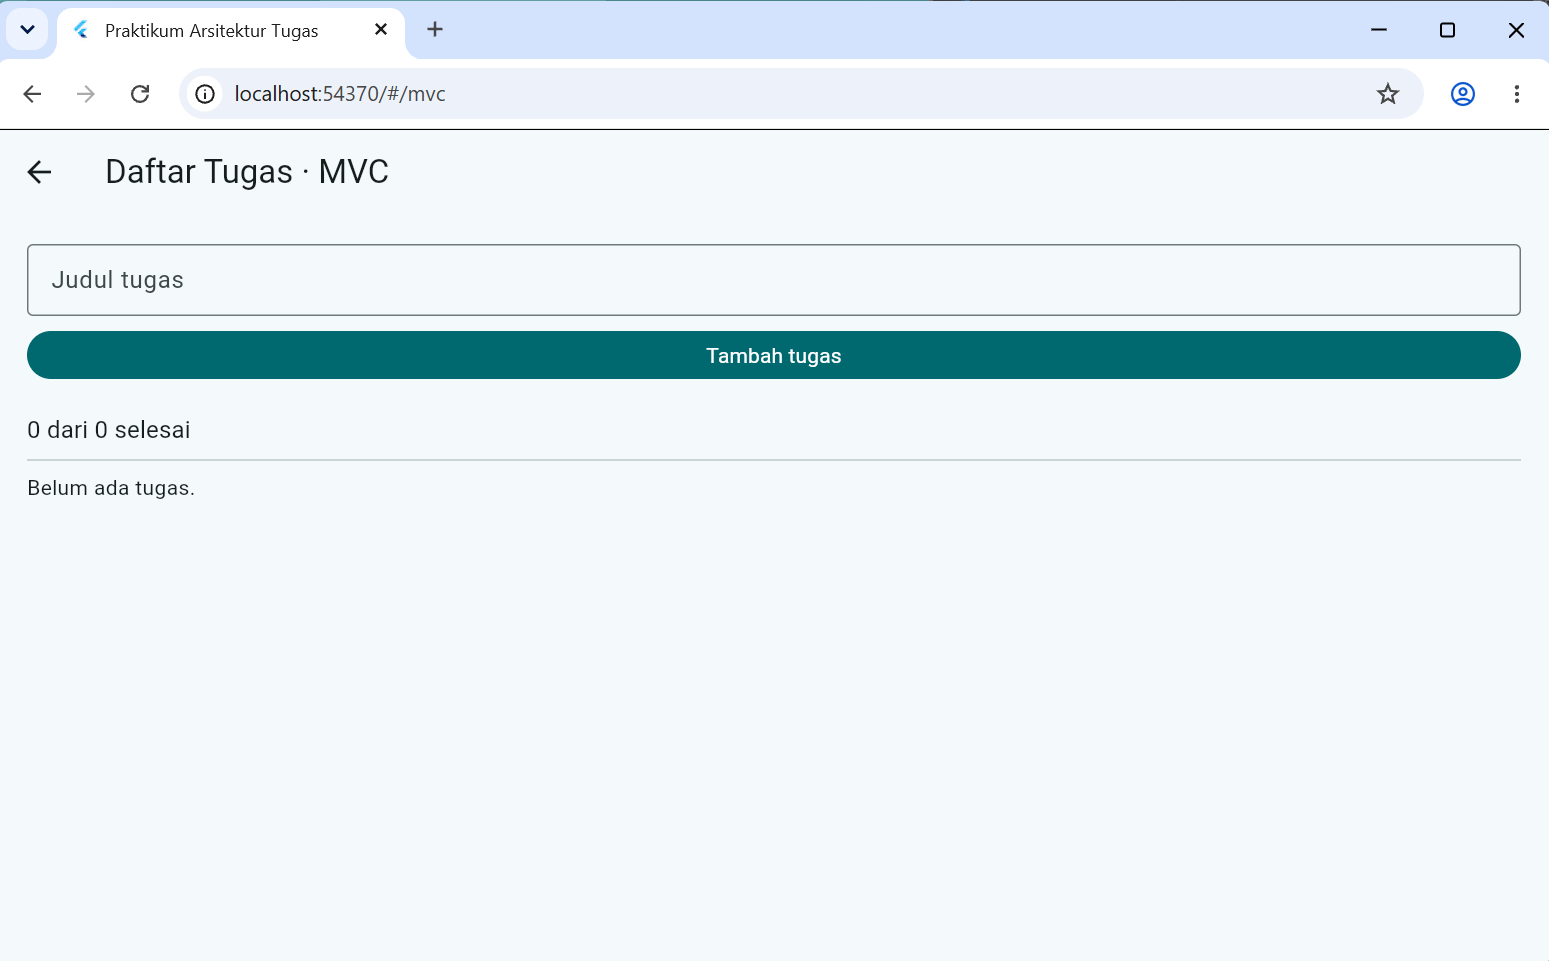 Praktikum Arsitektur Tugas
localhost:54370/#/mvc
Daftar Tugas · MVC
Judul tugas
Tambah tugas
0 dari 0 selesai
Belum ada tugas.